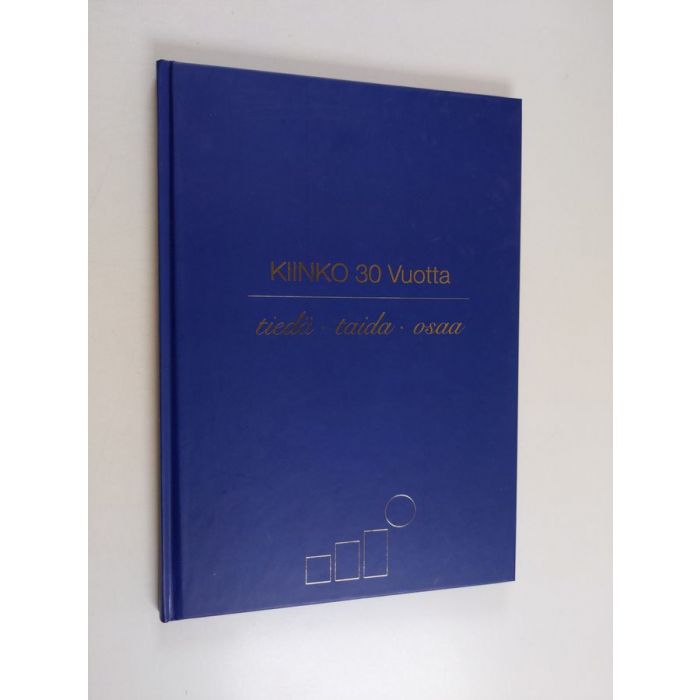 KIINKO 30 Vuotta
tiedä · taida · osaa